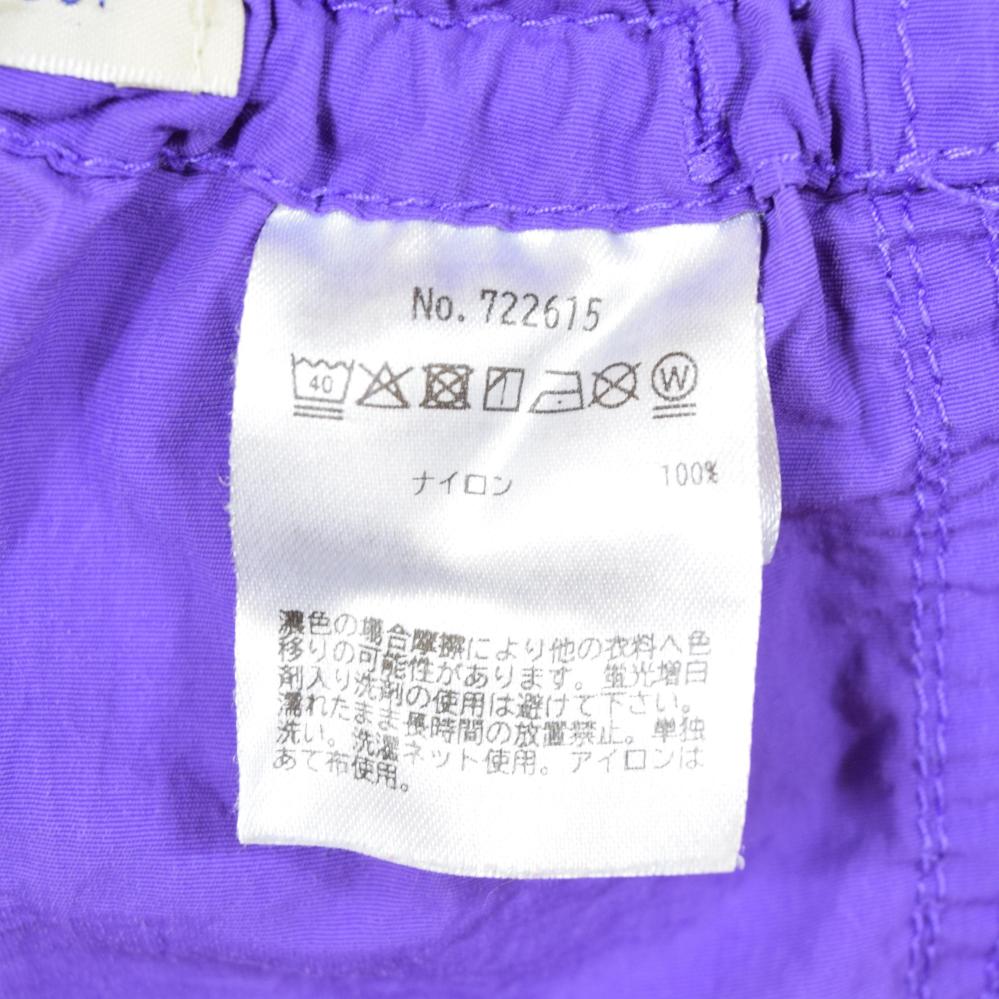 No. 722615
40 W
ナイロン 100%
濃色の場合摩擦により他の衣料へ色
移りの可能性があります。蛍光増白
剤入り洗剤の使用は避けて下さい。
濡れたまま長時間の放置禁止。単独
洗い。洗濯ネット使用。アイロンは
あて布使用。